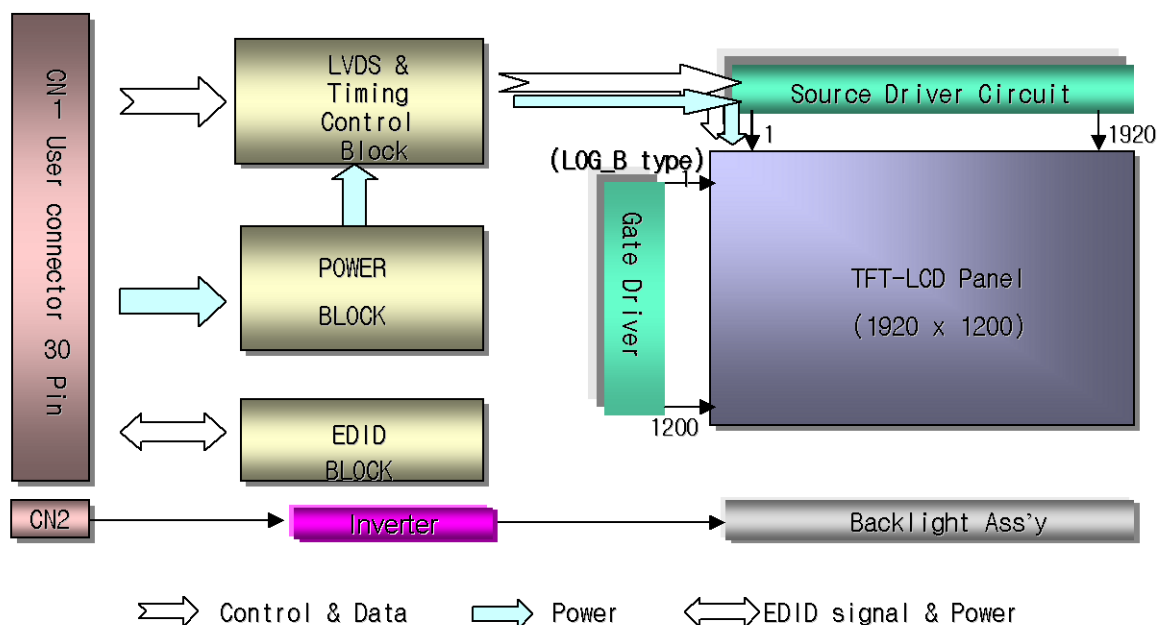 CN-1 User connector 30 Pin
LVDS &
Timing
Control
Block
Source Driver Circuit
1
1920
(LOG_B type)
1
Gate Driver
1200
POWER
BLOCK
TFT-LCD Panel
(1920 x 1200)
EDID
BLOCK
CN2
Inverter
Backlight Ass'y
Control & Data
Power
EDID signal & Power